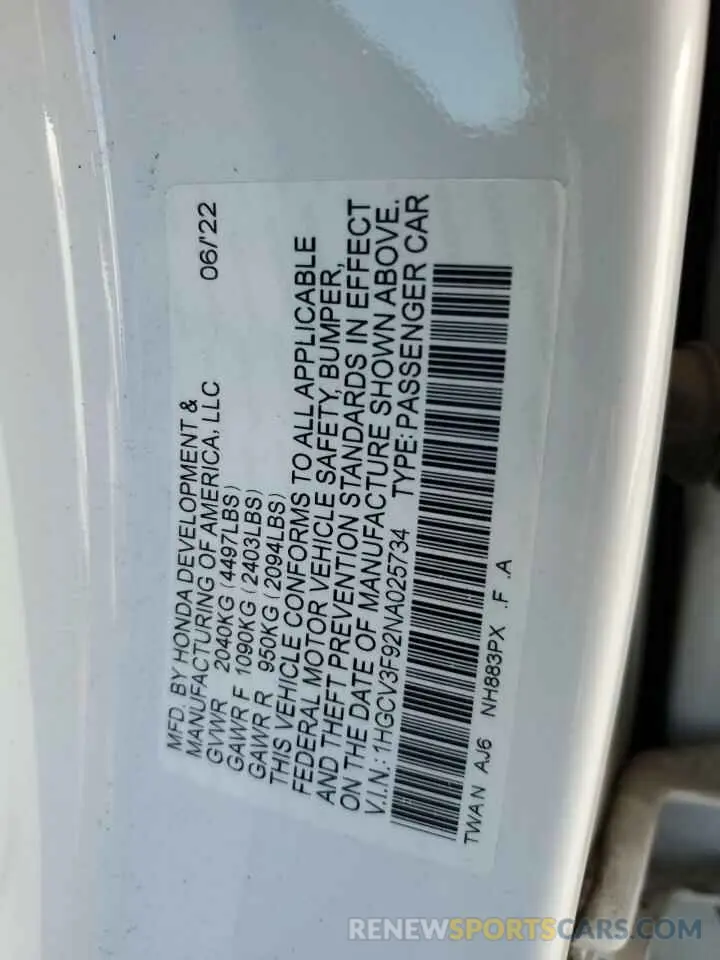 MFD. BY HONDA DEVELOPMENT &
MANUFACTURING OF AMERICA, LLC 06/'22
GVWR 2040KG (4497LBS)
GAWR F 1090KG (2403LBS)
GAWR R 950KG (2094LBS)
THIS VEHICLE CONFORMS TO ALL APPLICABLE
FEDERAL MOTOR VEHICLE SAFETY, BUMPER,
AND THEFT PREVENTION STANDARDS IN EFFECT
ON THE DATE OF MANUFACTURE SHOWN ABOVE.
V.I.N.: 1HGCV3F92NA025734 TYPE: PASSENGER CAR
TWAN AJ6 NH883PX .F .A
RENEWSPORTSCARS.COM